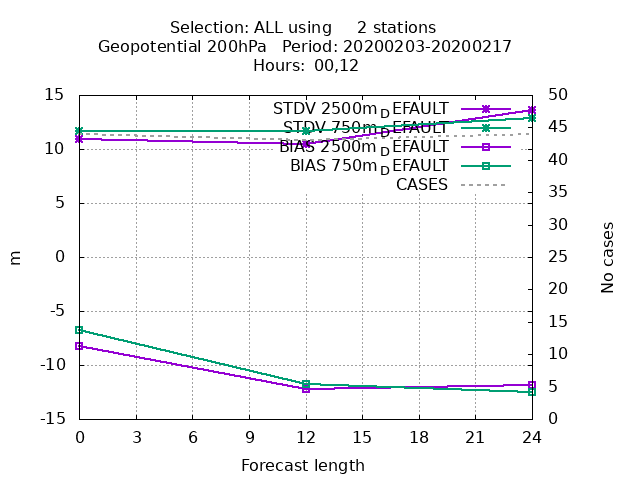 Selection: ALL using     2 stations
Geopotential 200hPa   Period: 20200203-20200217
Hours:  00,12
15
10
5
0
-5
-10
-15
m
STDV 2500m_DEFAULT
STDV 750m_DEFAULT
BIAS 2500m_DEFAULT
BIAS 750m_DEFAULT
CASES
50
45
40
35
30
25
20
15
10
5
0
No cases
0 3 6 9 12 15 18 21 24
Forecast length